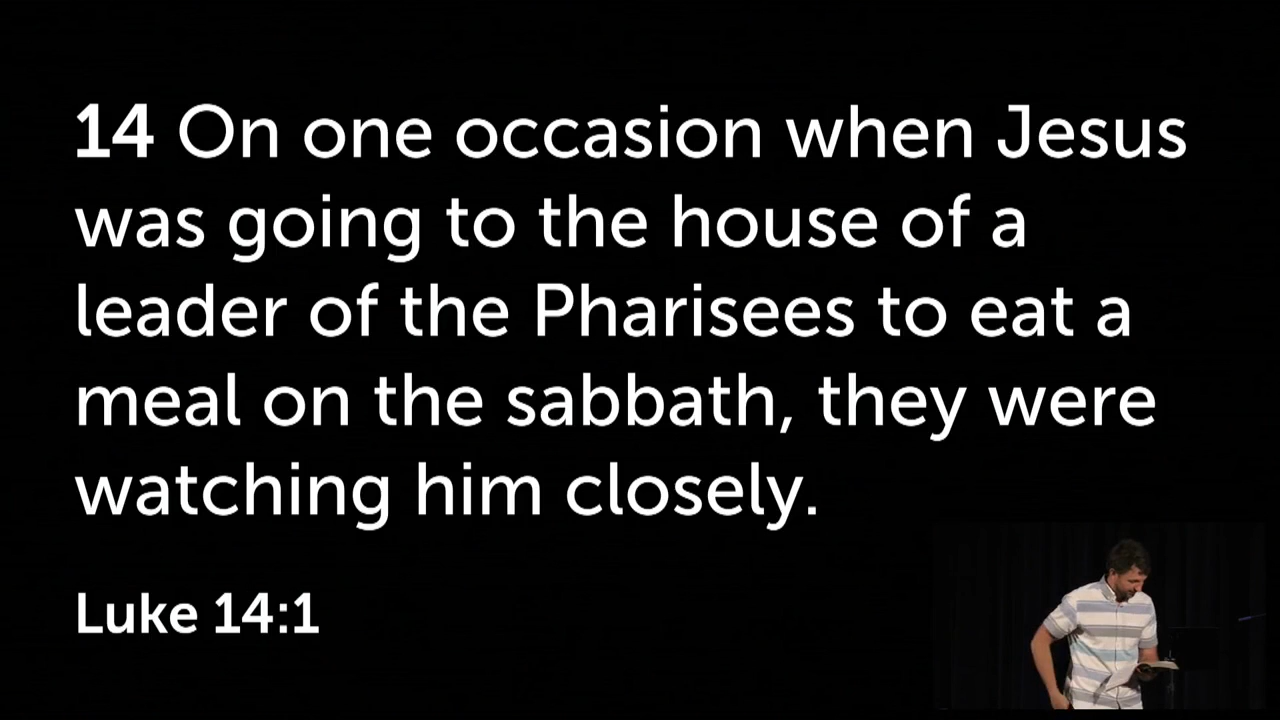 14 On one occasion when Jesus
was going to the house of a
leader of the Pharisees to eat a
meal on the sabbath, they were
watching him closely.
Luke 14:1